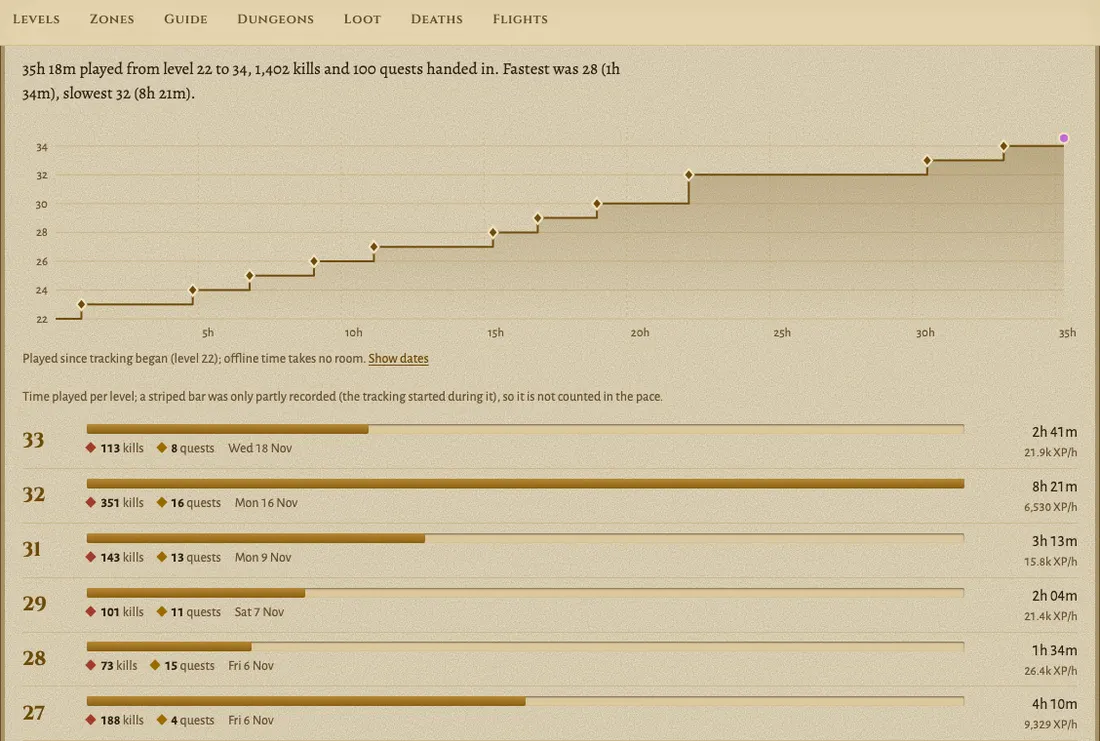 LEVELS ZONES GUIDE DUNGEONS LOOT DEATHS FLIGHTS
35h 18m played from level 22 to 34, 1,402 kills and 100 quests handed in. Fastest was 28 (1h
34m), slowest 32 (8h 21m).
34
32
30
28
26
24
22
5h 10h 15h 20h 25h 30h 35h
Played since tracking began (level 22); offline time takes no room. Show dates
Time played per level; a striped bar was only partly recorded (the tracking started during it), so it is not counted in the pace.
33 2h 41m
113 kills 8 quests Wed 18 Nov 21.9k XP/h
32 8h 21m
351 kills 16 quests Mon 16 Nov 6,530 XP/h
31 3h 13m
143 kills 13 quests Mon 9 Nov 15.8k XP/h
29 2h 04m
101 kills 11 quests Sat 7 Nov 21.4k XP/h
28 1h 34m
73 kills 15 quests Fri 6 Nov 26.4k XP/h
27 4h 10m
188 kills 4 quests Fri 6 Nov 9,329 XP/h